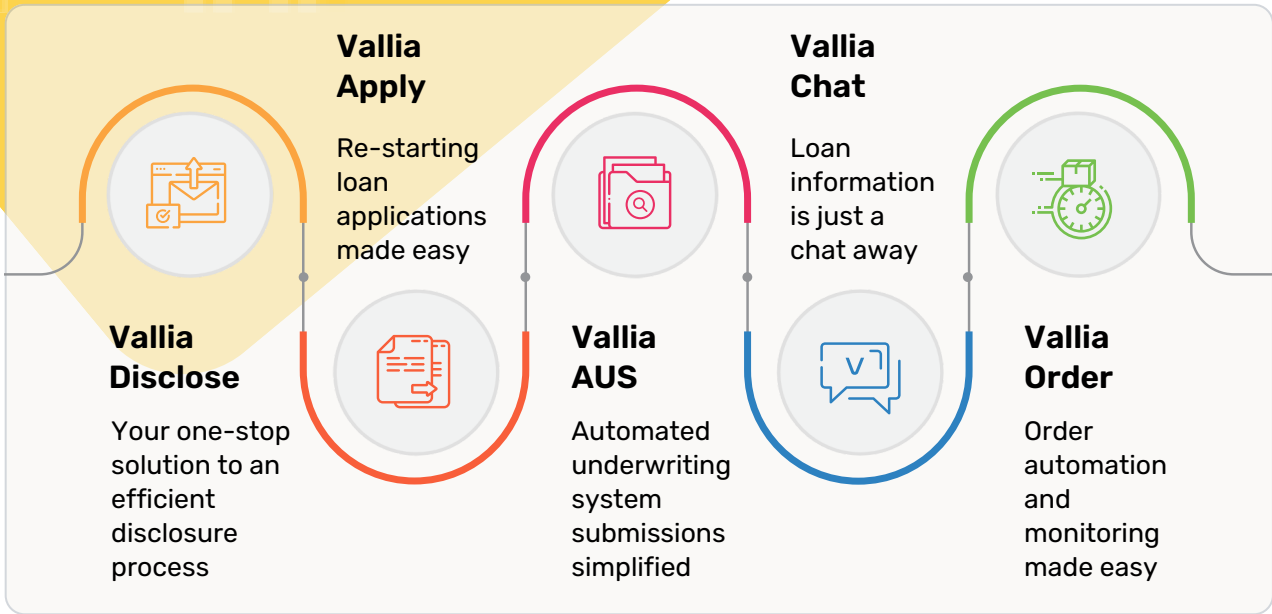 Vallia
Disclose
Your one-stop
solution to an
efficient
disclosure
process
Vallia
Apply
Re-starting
loan
applications
made easy
Vallia
AUS
Automated
underwriting
system
submissions
simplified
Vallia
Chat
Loan
information
is just a
chat away
V
Vallia
Order
Order
automation
and
monitoring
made easy